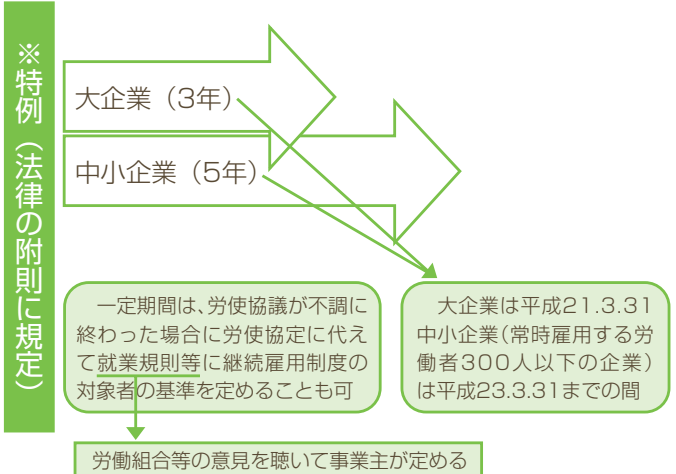 ※特例（法律の附則に規定）
大企業（3年）
中小企業（5年）
一定期間は、労使協議が不調に
終わった場合に労使協定に代え
て就業規則等に継続雇用制度の
対象者の基準を定めることも可
大企業は平成21.3.31
中小企業（常時雇用する労
働者300人以下の企業）
は平成23.3.31までの間
労働組合等の意見を聴いて事業主が定める